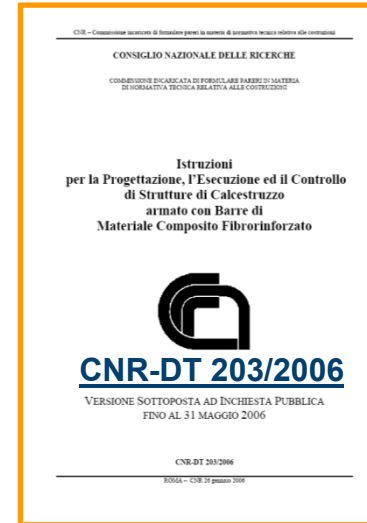 CNR – Commissione incaricata di formulare pareri in materia di normativa tecnica relativa alle costruzioni
CONSIGLIO NAZIONALE DELLE RICERCHE
COMMISSIONE INCARICATA DI FORMULARE PARERI IN MATERIA
DI NORMATIVA TECNICA RELATIVA ALLE COSTRUZIONI
Istruzioni
per la Progettazione, l’Esecuzione ed il Controllo
di Strutture di Calcestruzzo
armato con Barre di
Materiale Composito Fibrorinforzato
CNR-DT 203/2006
VERSIONE SOTTOPOSTA AD INCHIESTA PUBBLICA
FINO AL 31 MAGGIO 2006
CNR-DT 203/2006
ROMA – CNR 26 gennaio 2006